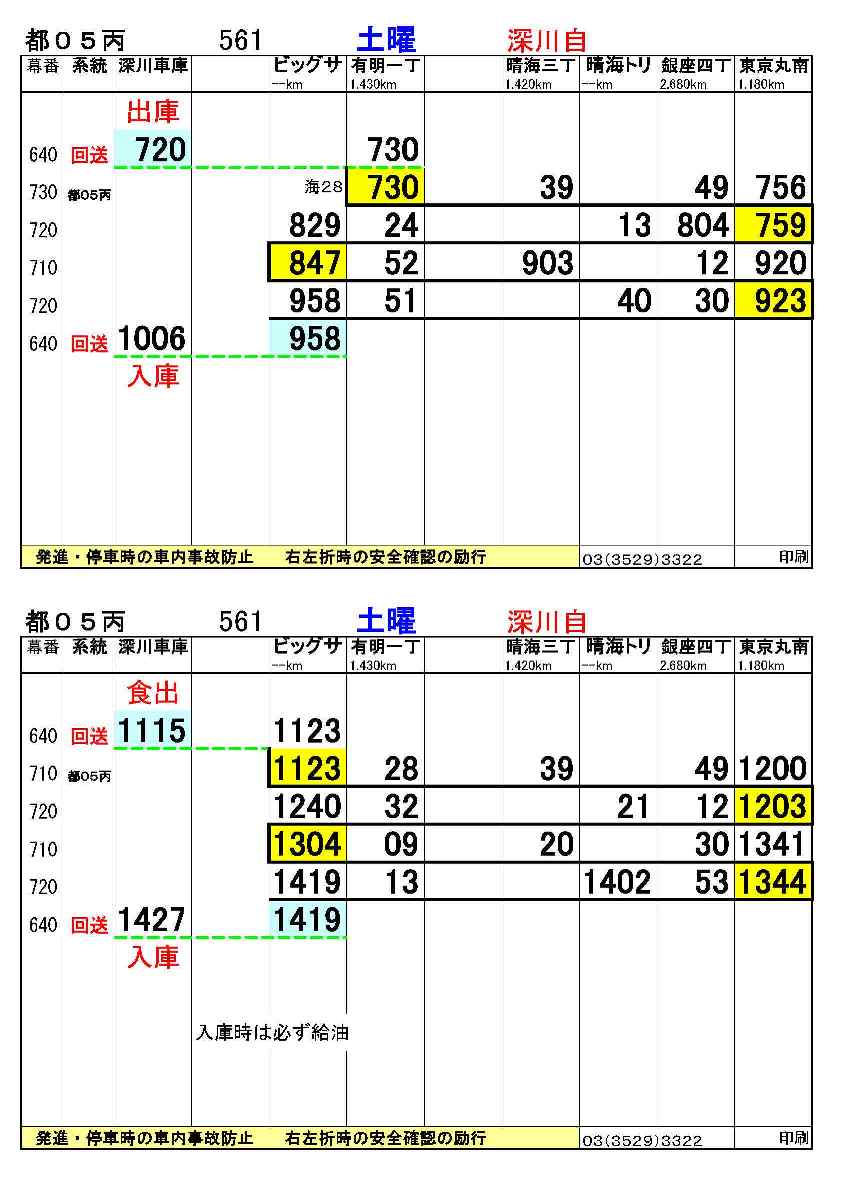 都０５丙 561 土曜 深川自
幕番 系統 深川車庫 ビッグサ 有明一丁 晴海三丁 晴海トリ 銀座四丁 東京丸南
--km 1.430km 1.420km --km 2.680km 1.180km
出庫
640 回送 720 730
730 都05丙 海28 730 39 49 756
720 829 24 13 804 759
710 847 52 903 12 920
720 958 51 40 30 923
640 回送 1006 958
入庫
発進・停車時の車内事故防止 右左折時の安全確認の励行 03(3529)3322 印刷
都０５丙 561 土曜 深川自
幕番 系統 深川車庫 ビッグサ 有明一丁 晴海三丁 晴海トリ 銀座四丁 東京丸南
--km 1.430km 1.420km --km 2.680km 1.180km
食出
640 回送 1115 1123
710 都05丙 1123 28 39 49 1200
720 1240 32 21 12 1203
710 1304 09 20 30 1341
720 1419 13 1402 53 1344
640 回送 1427 1419
入庫
入庫時は必ず給油
発進・停車時の車内事故防止 右左折時の安全確認の励行 03(3529)3322 印刷